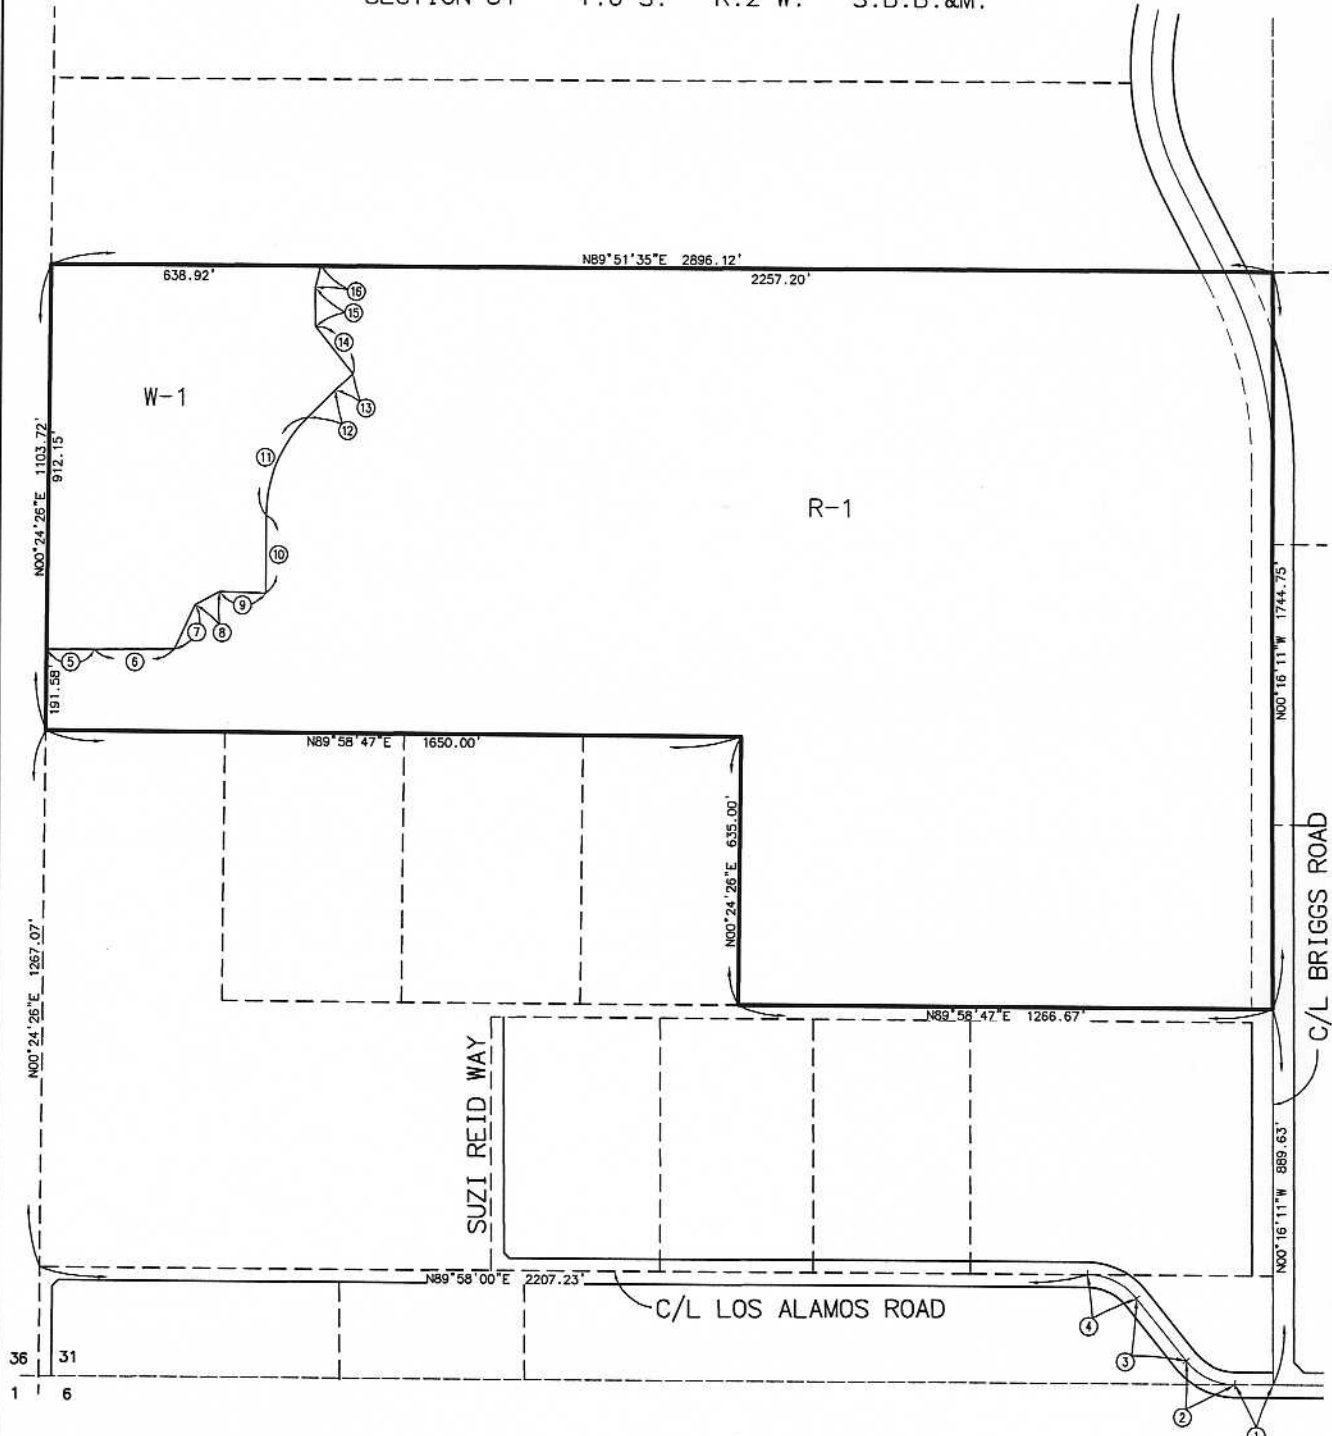 R.2 W.
N89°51'35"E 2896.12'
638.92'
2257.20'
16
15
14
W-1
13
12
N00°24'26"E 1103.72'
912.15'
11
R-1
10
9
7
8
5
6
191.58'
N00°16'11"W 1744.75'
N89°58'47"E 1650.00'
N00°24'26"E 635.00'
C/L BRIGGS ROAD
N00°24'26"E 1267.07'
N89°58'47"E 1266.67'
SUZI REID WAY
N00°16'11"W 889.63'
N89°58'00"E 2207.23'
C/L LOS ALAMOS ROAD
4
36
31
3
1
6
2